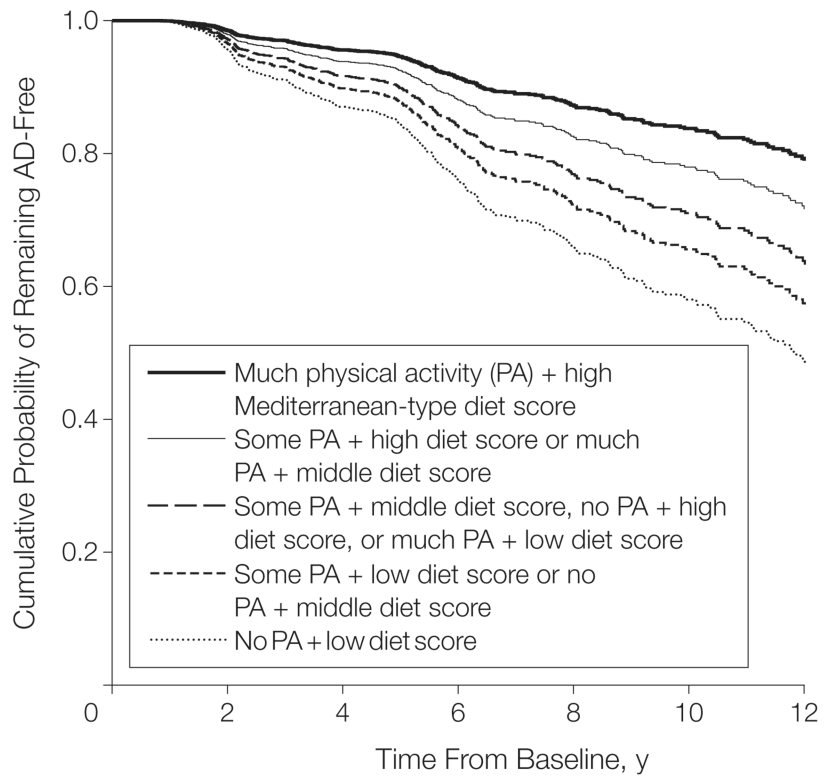 Cumulative Probability of Remaining AD-Free
1.0
0.8
0.6
0.4
0.2
Much physical activity (PA) + high
Mediterranean-type diet score
Some PA + high diet score or much
PA + middle diet score
Some PA + middle diet score, no PA + high
diet score, or much PA + low diet score
Some PA + low diet score or no
PA + middle diet score
No PA + low diet score
0 2 4 6 8 10 12
Time From Baseline, y